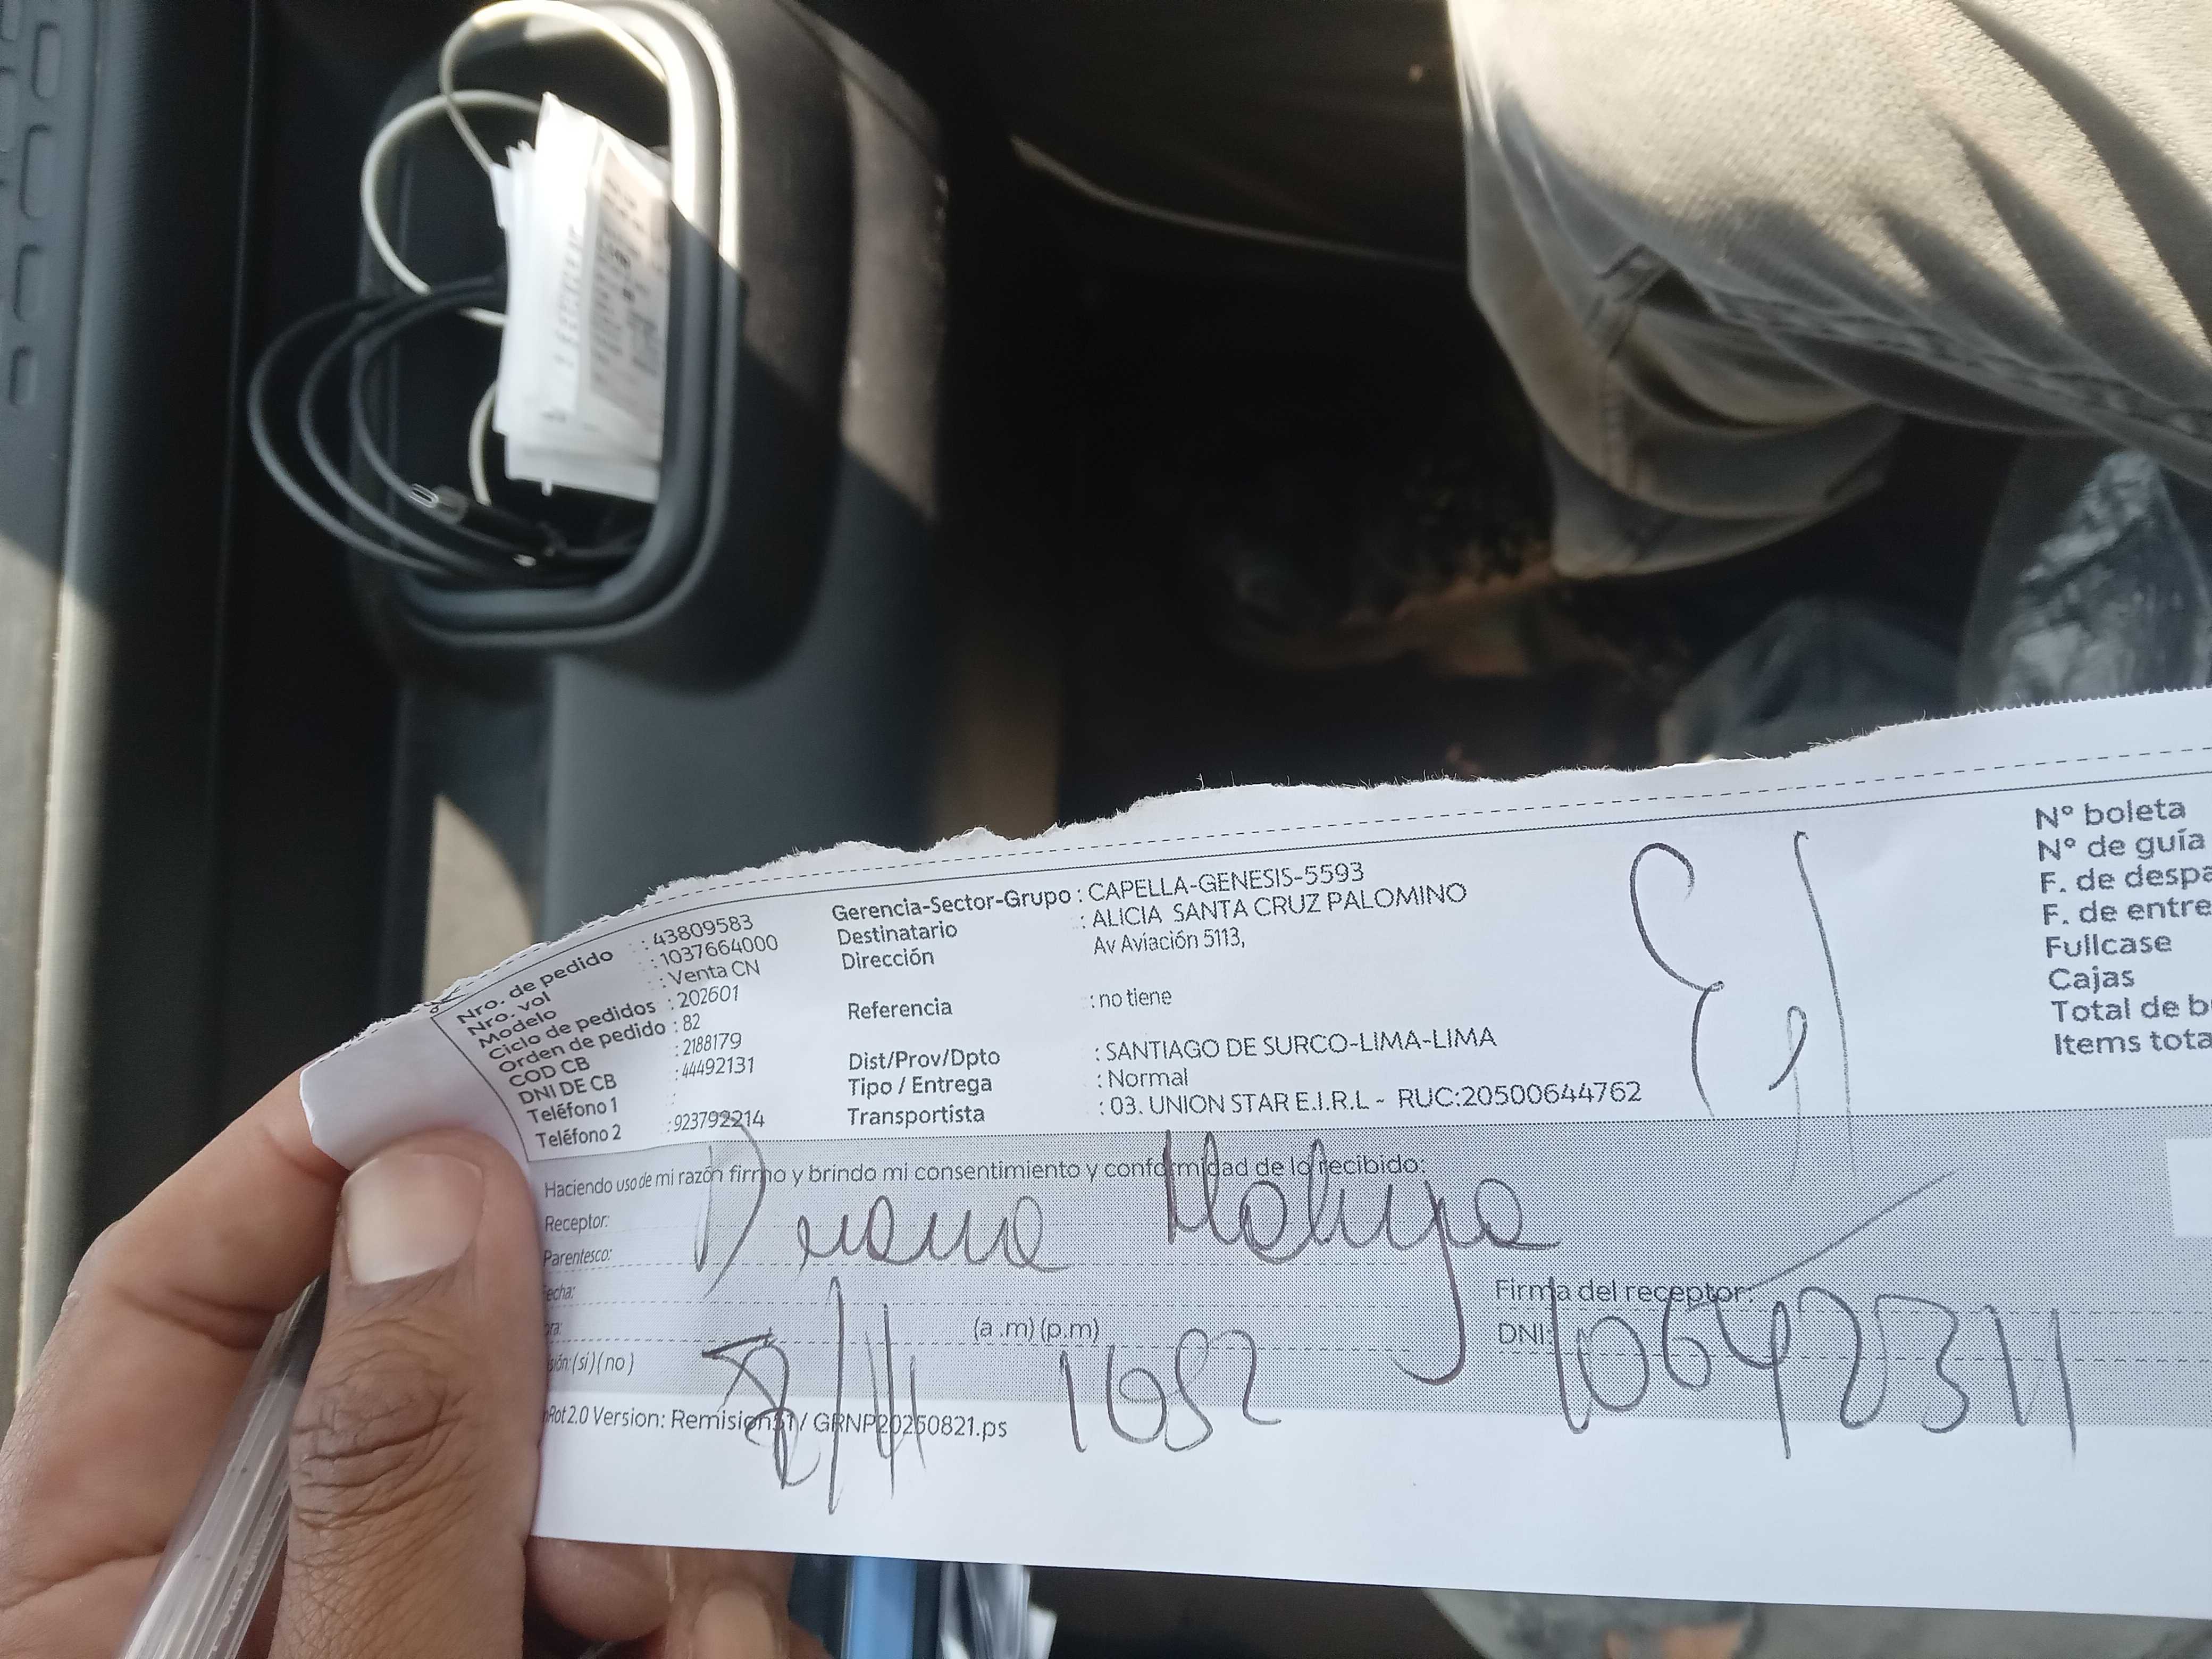 Nro. de pedido : 43809583
Nro. vol : 1037664000
Modelo : Venta CN
Ciclo de pedidos : 202601
Orden de pedido : 82
COD CB : 2188179
DNI DE CB : 44492131
Teléfono 1 :
Teléfono 2 : 923792214
Gerencia-Sector-Grupo : CAPELLA-GENESIS-5593
Destinatario : ALICIA SANTA CRUZ PALOMINO
Dirección Av Aviación 5113,
Referencia : no tiene
Dist/Prov/Dpto : SANTIAGO DE SURCO-LIMA-LIMA
Tipo / Entrega : Normal
Transportista : 03. UNION STAR E.I.R.L - RUC:20500644762
N° boleta
N° de guía
F. de despa
F. de entre
Fullcase
Cajas
Total de b
Items tota
Haciendo uso de mi razón firmo y brindo mi consentimiento y conformidad de lo recibido:
Receptor:
Parentesco:
echa:
ora: (a .m) (p.m)
sión: (si) ( no )
Firma del receptor:
DNI:
1052
Rot 2.0 Version: Remision51 / GRNP20250821.ps